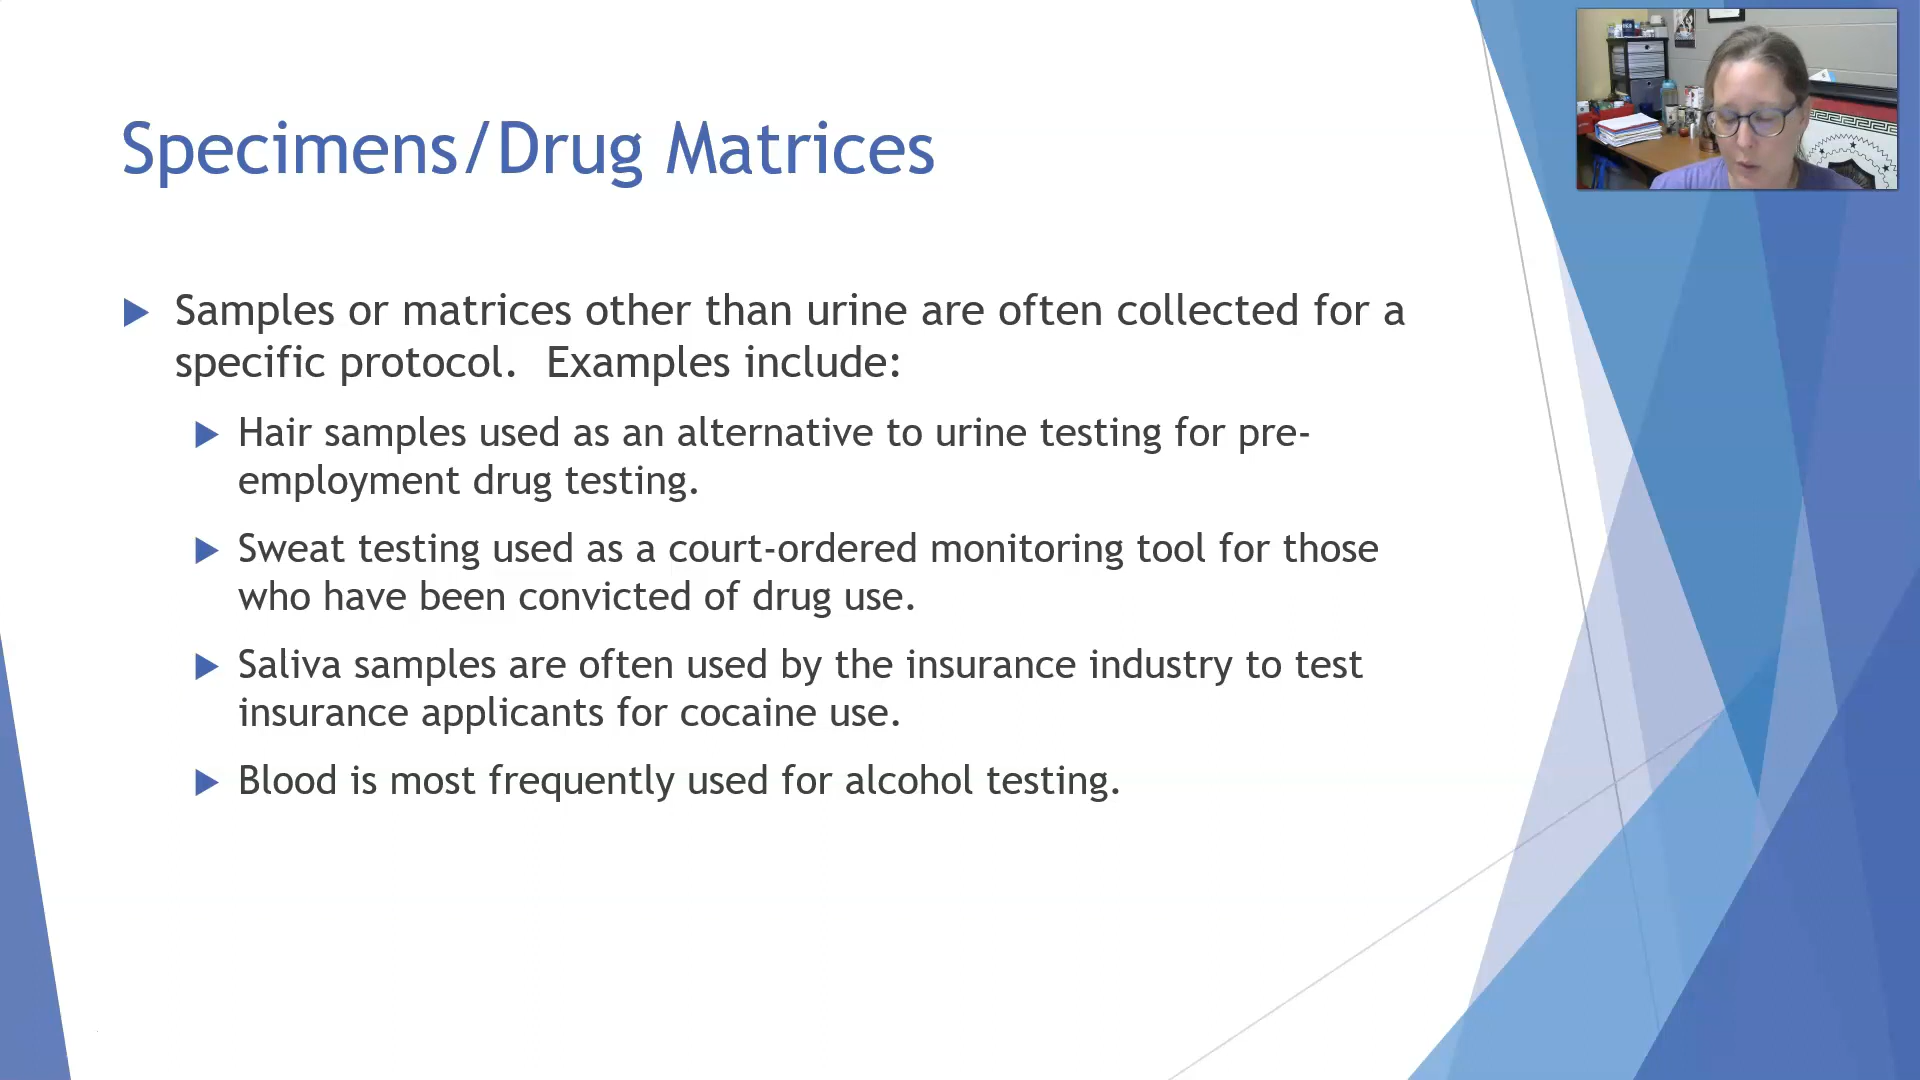 Specimens/Drug Matrices
Samples or matrices other than urine are often collected for a
specific protocol.  Examples include:
Hair samples used as an alternative to urine testing for pre-
employment drug testing.
Sweat testing used as a court-ordered monitoring tool for those
who have been convicted of drug use.
Saliva samples are often used by the insurance industry to test
insurance applicants for cocaine use.
Blood is most frequently used for alcohol testing.